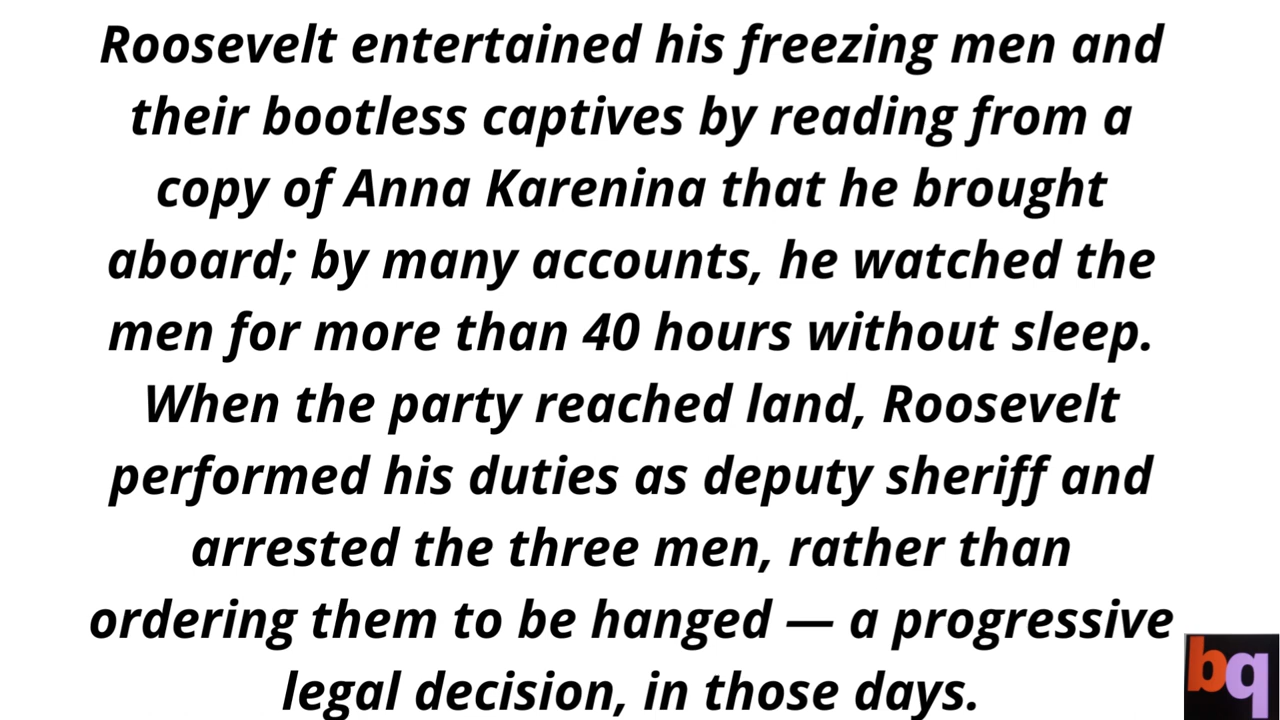 Roosevelt entertained his freezing men and
their bootless captives by reading from a
copy of Anna Karenina that he brought
aboard; by many accounts, he watched the
men for more than 40 hours without sleep.
When the party reached land, Roosevelt
performed his duties as deputy sheriff and
arrested the three men, rather than
ordering them to be hanged — a progressive
legal decision, in those days.
bq